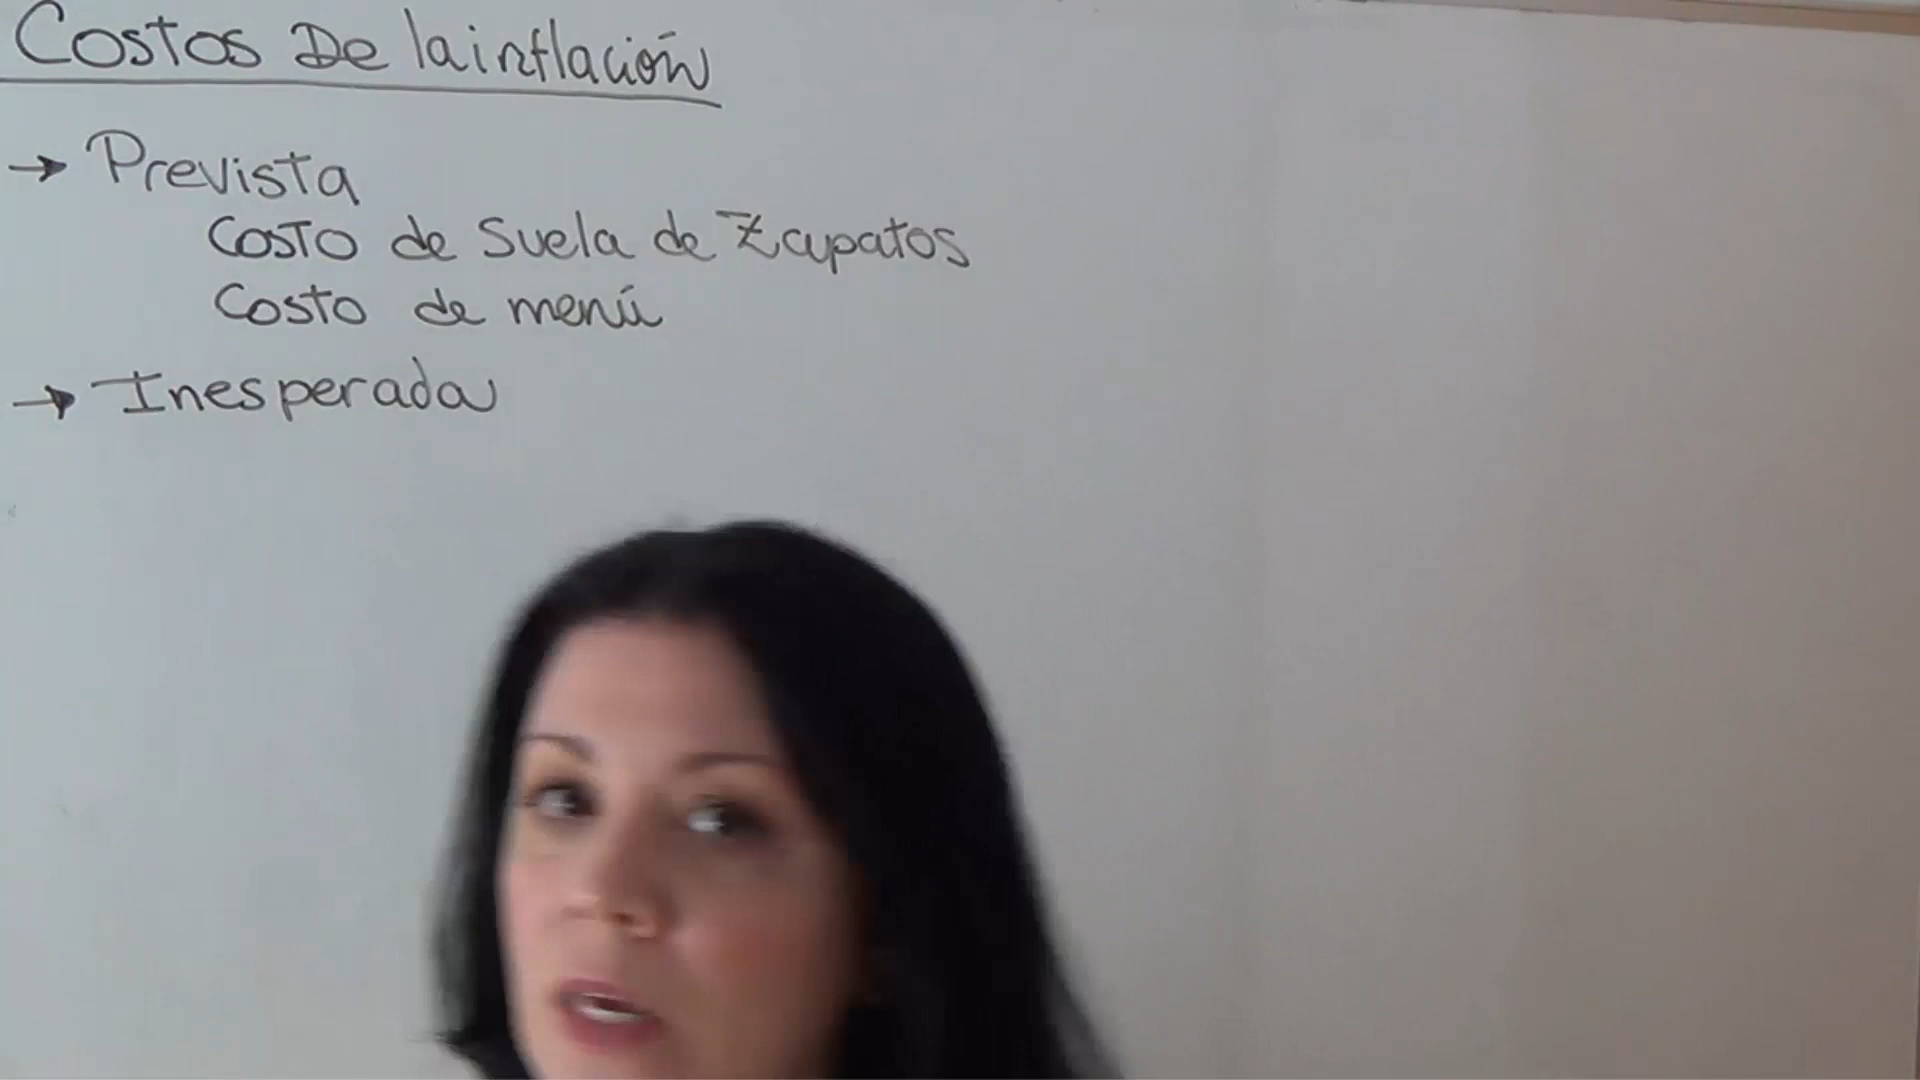 Costos De la inflación
→ Prevista
Costo de Suela de Zapatos
Costo de menú
→ Inesperada